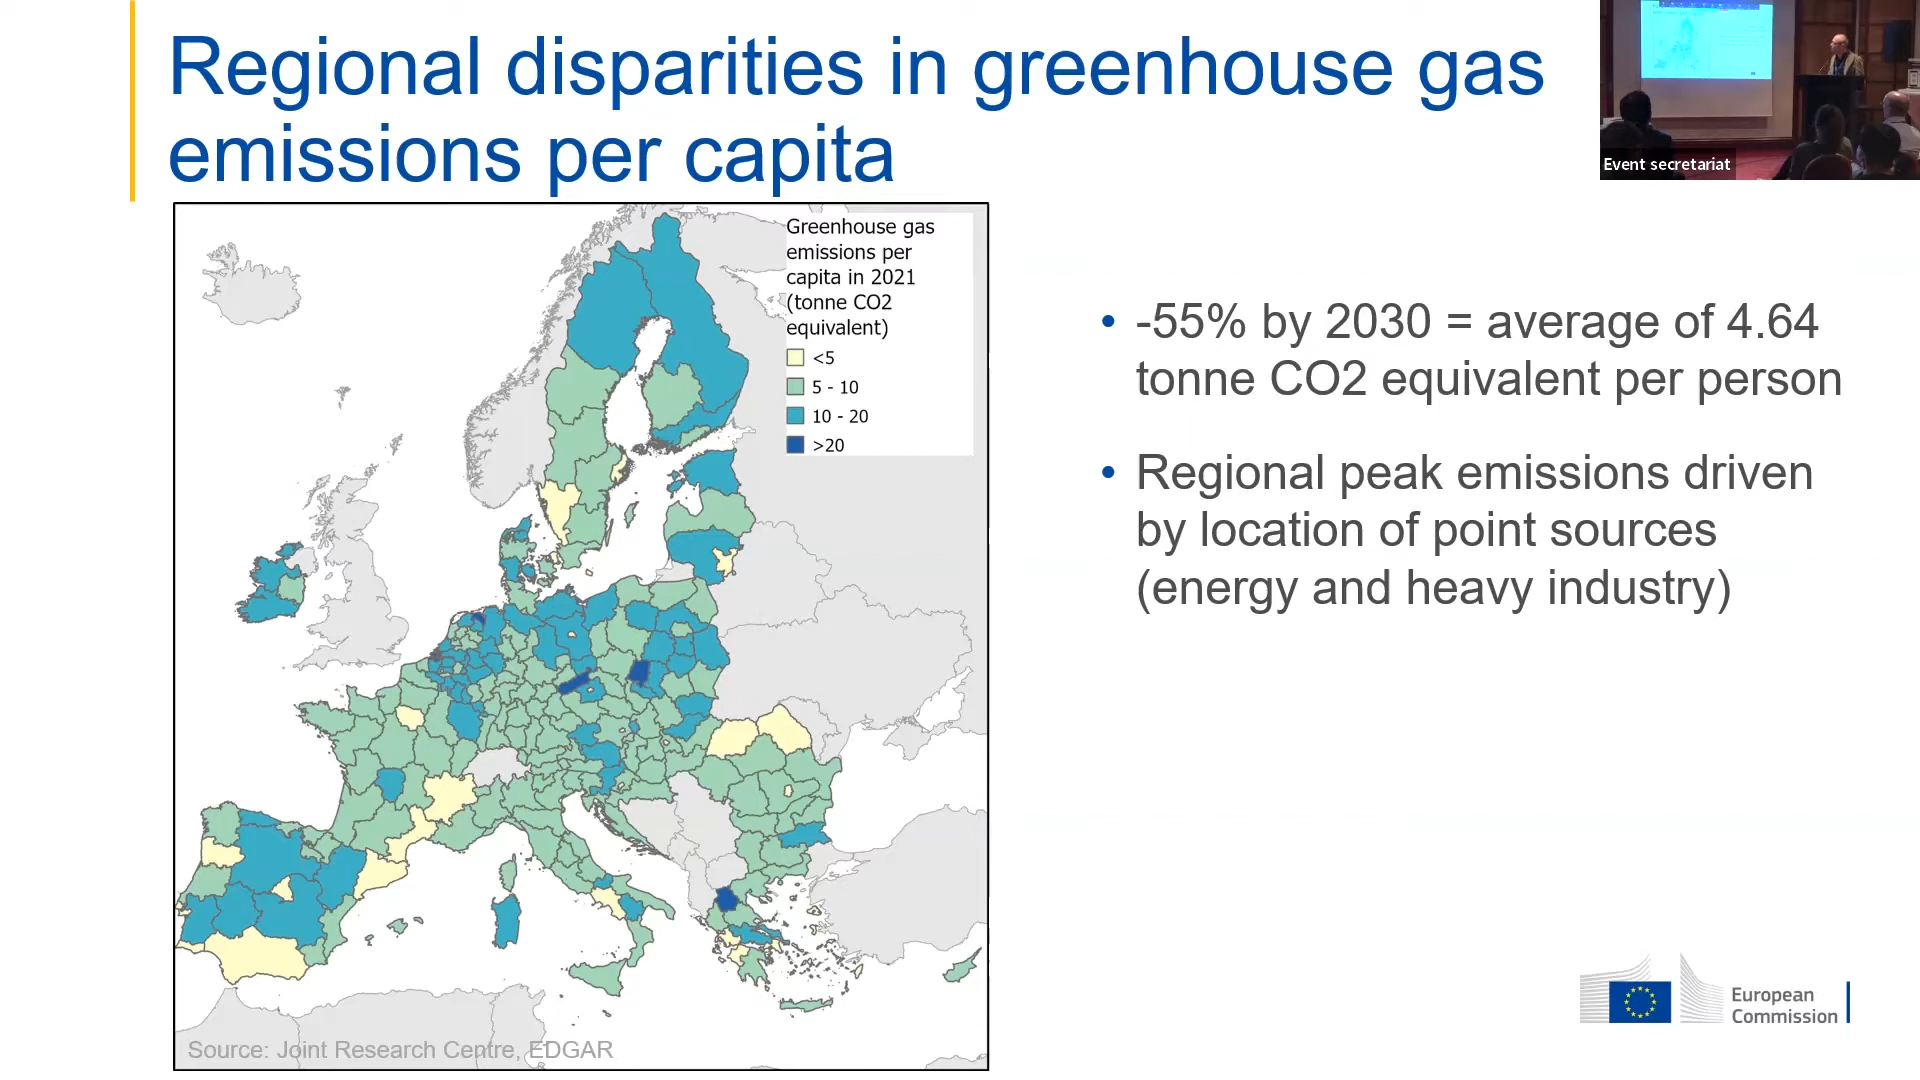 Regional disparities in greenhouse gas
emissions per capita
Event secretariat
Greenhouse gas
emissions per
capita in 2021
(tonne CO2
equivalent)
<5
5 - 10
10 - 20
>20
• -55% by 2030 = average of 4.64
tonne CO2 equivalent per person
• Regional peak emissions driven
by location of point sources
(energy and heavy industry)
Source: Joint Research Centre, EDGAR
European
Commission